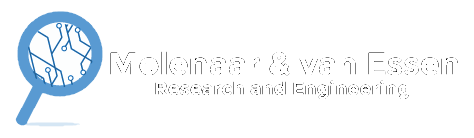 Molenaar & van Essen
Research and Engineering